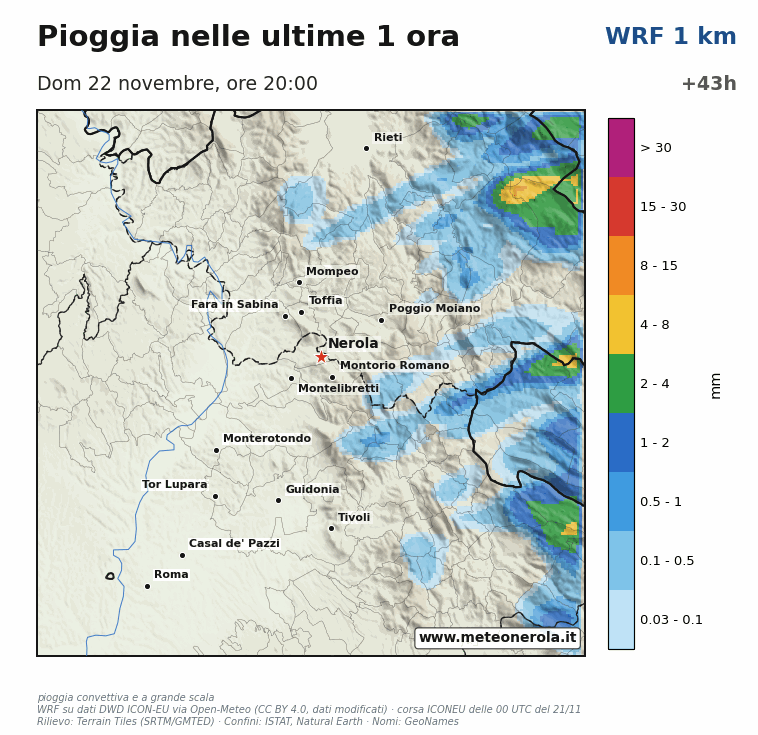 Pioggia nelle ultime 1 ora
WRF 1 km
Dom 22 novembre, ore 20:00
+43h
Rieti
Mompeo
Fara in Sabina
Toffia
Poggio Moiano
Nerola
Montorio Romano
Montelibretti
Monterotondo
Tor Lupara
Guidonia
Tivoli
Casal de' Pazzi
Roma
www.meteonerola.it
> 30
15 - 30
8 - 15
4 - 8
2 - 4
1 - 2
0.5 - 1
0.1 - 0.5
0.03 - 0.1
mm
pioggia convettiva e a grande scala
WRF su dati DWD ICON-EU via Open-Meteo (CC BY 4.0, dati modificati) · corsa ICONEU delle 00 UTC del 21/11
Rilievo: Terrain Tiles (SRTM/GMTED) · Confini: ISTAT, Natural Earth · Nomi: GeoNames